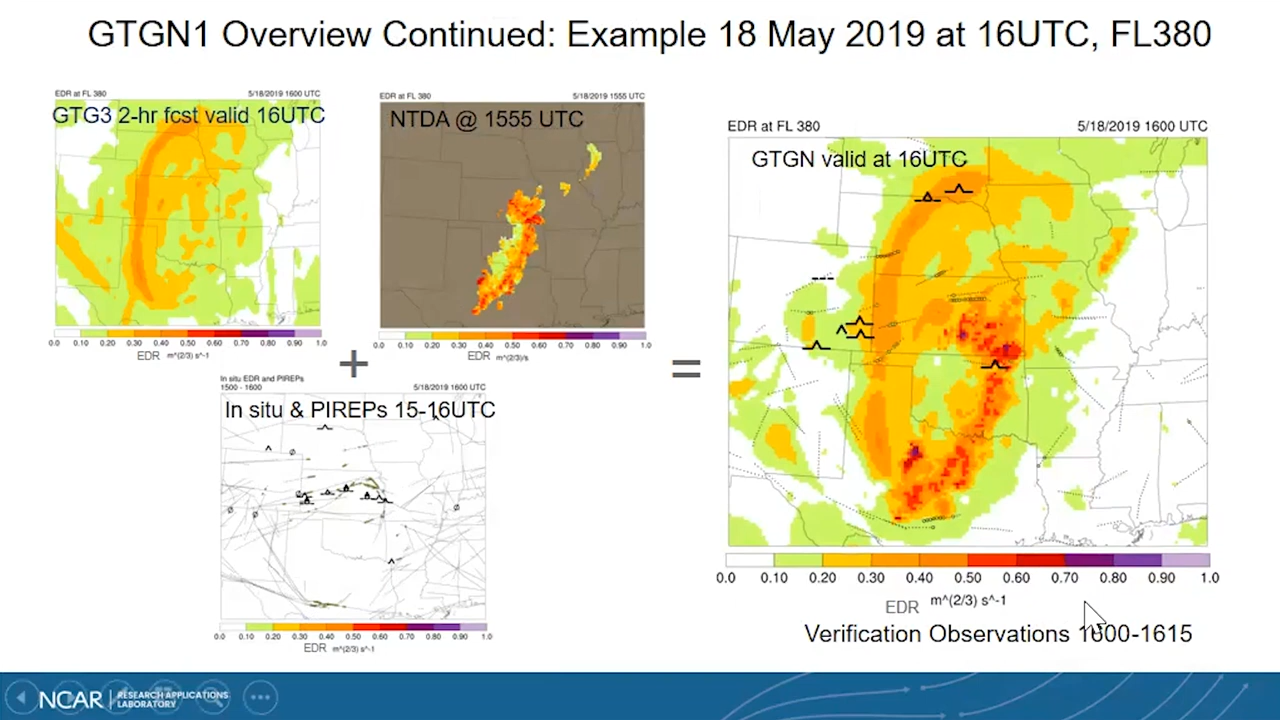 GTGN1 Overview Continued: Example 18 May 2019 at 16UTC, FL380
EDR at FL 380 5/18/2019 1600 UTC
GTG3 2-hr fcst valid 16UTC
0.0 0.10 0.20 0.30 0.40 0.50 0.60 0.70 0.80 0.90 1.0
EDR m^(2/3) s^-1
EDR at FL 380 5/18/2019 1555 UTC
NTDA @ 1555 UTC
0.0 0.10 0.20 0.30 0.40 0.50 0.60 0.70 0.80 0.90 1.0
EDR m^(2/3)/s
+
In situ EDR and PIREPs
1500 - 1600 5/18/2019 1600 UTC
In situ & PIREPs 15-16UTC
0.0 0.10 0.20 0.30 0.40 0.50 0.60 0.70 0.80 0.90 1.0
EDR m^(2/3) s^-1
=
EDR at FL 380 5/18/2019 1600 UTC
GTGN valid at 16UTC
0.0 0.10 0.20 0.30 0.40 0.50 0.60 0.70 0.80 0.90 1.0
EDR m^(2/3) s^-1
Verification Observations 1600-1615
NCAR
RESEARCH APPLICATIONS
LABORATORY